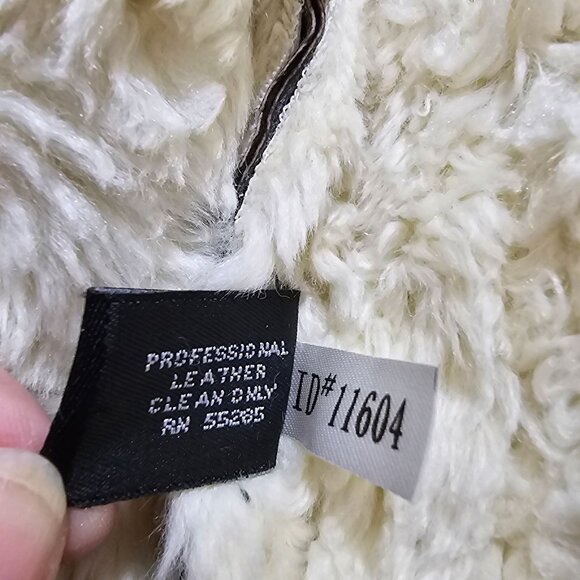 PROFESSIONAL
LEATHER
CLEAN ONLY
RN 55285
ID#11604